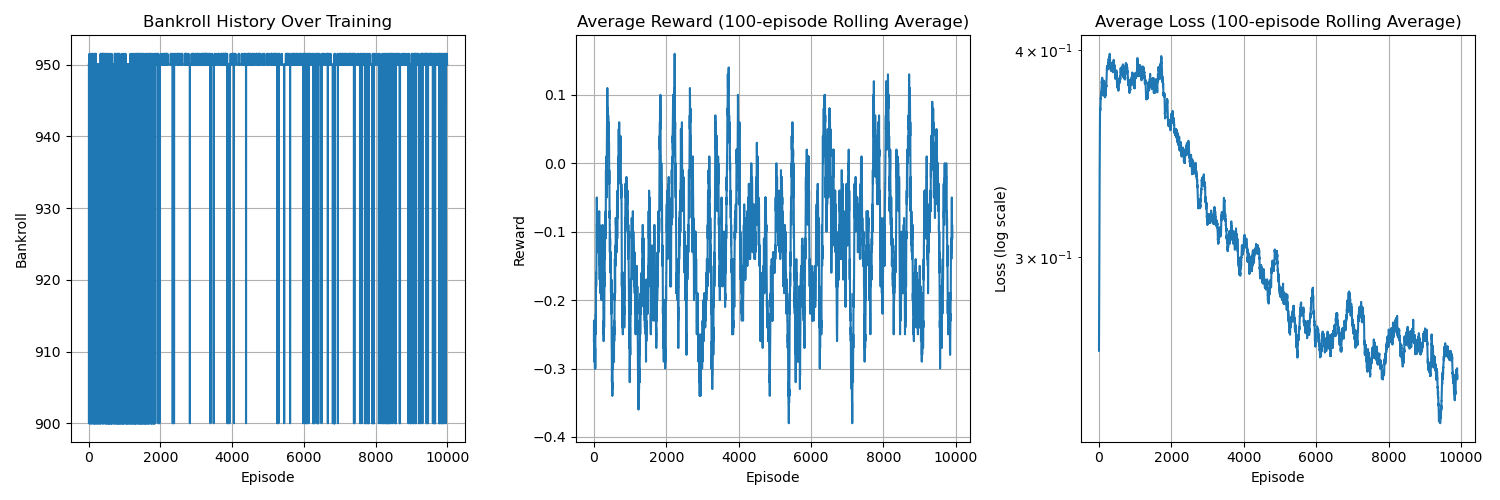 Bankroll History Over Training
Bankroll
950
940
930
920
910
900
0 2000 4000 6000 8000 10000
Episode
Average Reward (100-episode Rolling Average)
Reward
0.1
0.0
−0.1
−0.2
−0.3
−0.4
0 2000 4000 6000 8000 10000
Episode
Average Loss (100-episode Rolling Average)
Loss (log scale)
4 × 10⁻¹
3 × 10⁻¹
0 2000 4000 6000 8000 10000
Episode